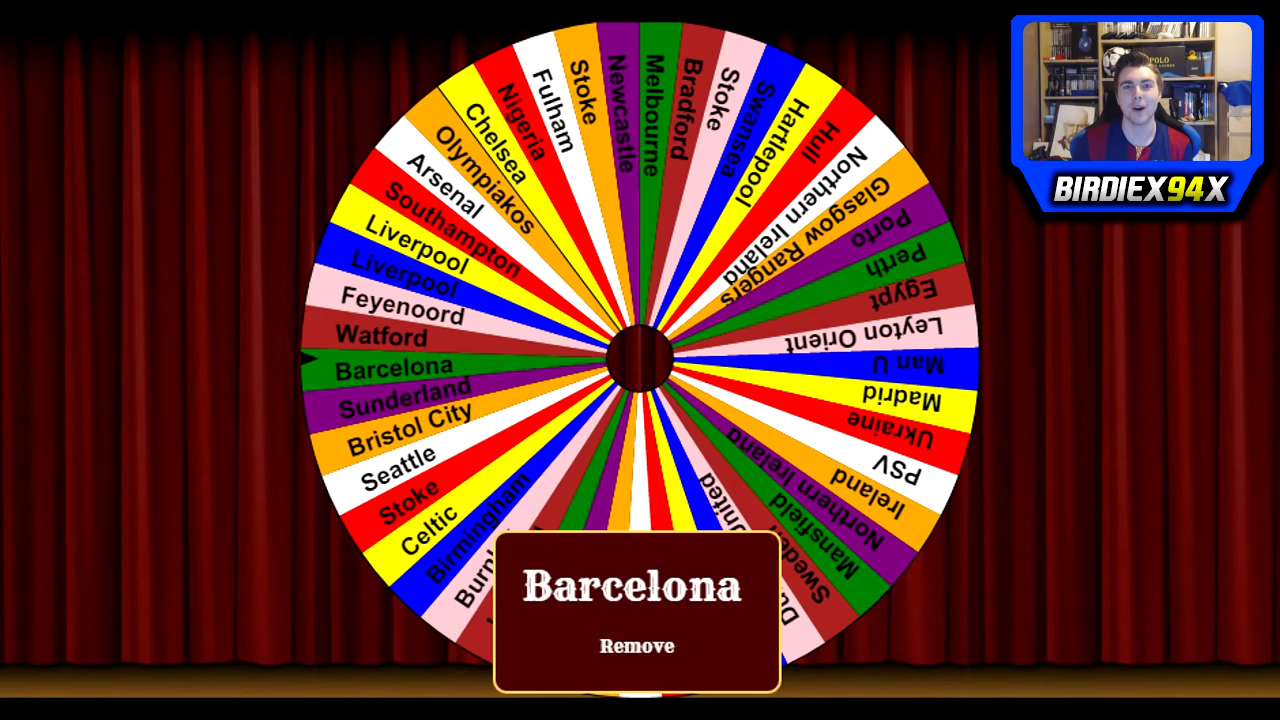 Newcastle
Melbourne
Bradford
Stoke
Swansea
Hartlepool
Hull
Northern Ireland
Glasgow Rangers
Porto
Perth
Egypt
Leyton Orient
Man U
Madrid
Ukraine
PSV
Ireland
Northern Ireland
Mansfield
Birmingham
Celtic
Stoke
Seattle
Bristol City
Sunderland
Barcelona
Watford
Feyenoord
Liverpool
Liverpool
Southampton
Arsenal
Olympiakos
Chelsea
Nigeria
Fulham
Stoke
Barcelona
Remove
POLO
BIRDIEX94X